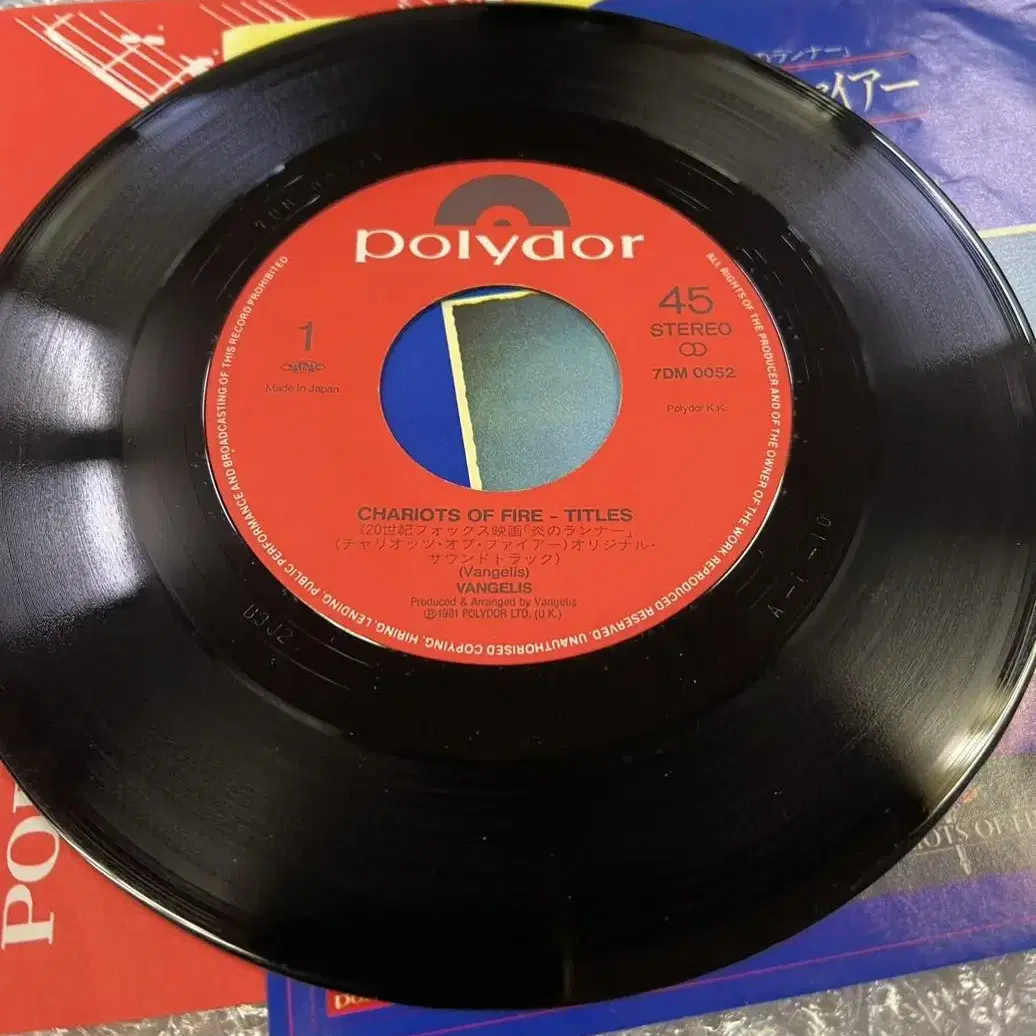 のランナー」
ァイアー
polydor
1
Made in Japan
45
STEREO
7DM 0052
Polydor K.K.
CHARIOTS OF FIRE – TITLES
(20世紀フォックス映画「炎のランナー」
(チャリオッツ・オブ・ファイアー)オリジナル・
サウンドトラック)
(Vangelis)
VANGELIS
Produced & Arranged by Vangelis
Ⓟ1981 POLYDOR LTD. (U.K.)
ALL RIGHTS OF THE PRODUCER AND OF THE OWNER OF THE WORK REPRODUCED RESERVED. UNAUTHORISED COPYING, HIRING, LENDING, PUBLIC PERFORMANCE AND BROADCASTING OF THIS RECORD PROHIBITED
B3J2
A-1-10
PO
OTS OF